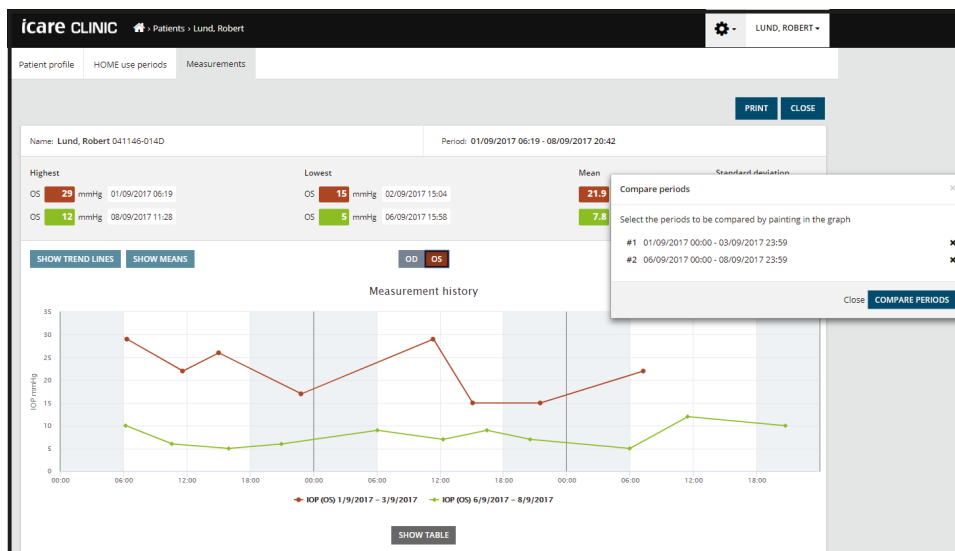 icare CLINIC › Patients › Lund, Robert LUND, ROBERT
Patient profile HOME use periods Measurements
PRINT CLOSE
Name: Lund, Robert 041146-014D Period: 01/09/2017 06:19 - 08/09/2017 20:42
Highest Lowest Mean Standard deviation
OS 29 mmHg 01/09/2017 06:19 OS 15 mmHg 02/09/2017 15:04 21.9
OS 12 mmHg 08/09/2017 11:28 OS 5 mmHg 06/09/2017 15:58 7.8
Compare periods ×
Select the periods to be compared by painting in the graph
#1 01/09/2017 00:00 - 03/09/2017 23:59 ×
#2 06/09/2017 00:00 - 08/09/2017 23:59 ×
Close COMPARE PERIODS
SHOW TREND LINES SHOW MEANS OD OS
Measurement history
IOP mmHg
35
30
25
20
15
10
5
0
00:00 06:00 12:00 18:00 00:00 06:00 12:00 18:00 00:00 06:00 12:00 18:00
IOP (OS) 1/9/2017 – 3/9/2017 IOP (OS) 6/9/2017 – 8/9/2017
SHOW TABLE